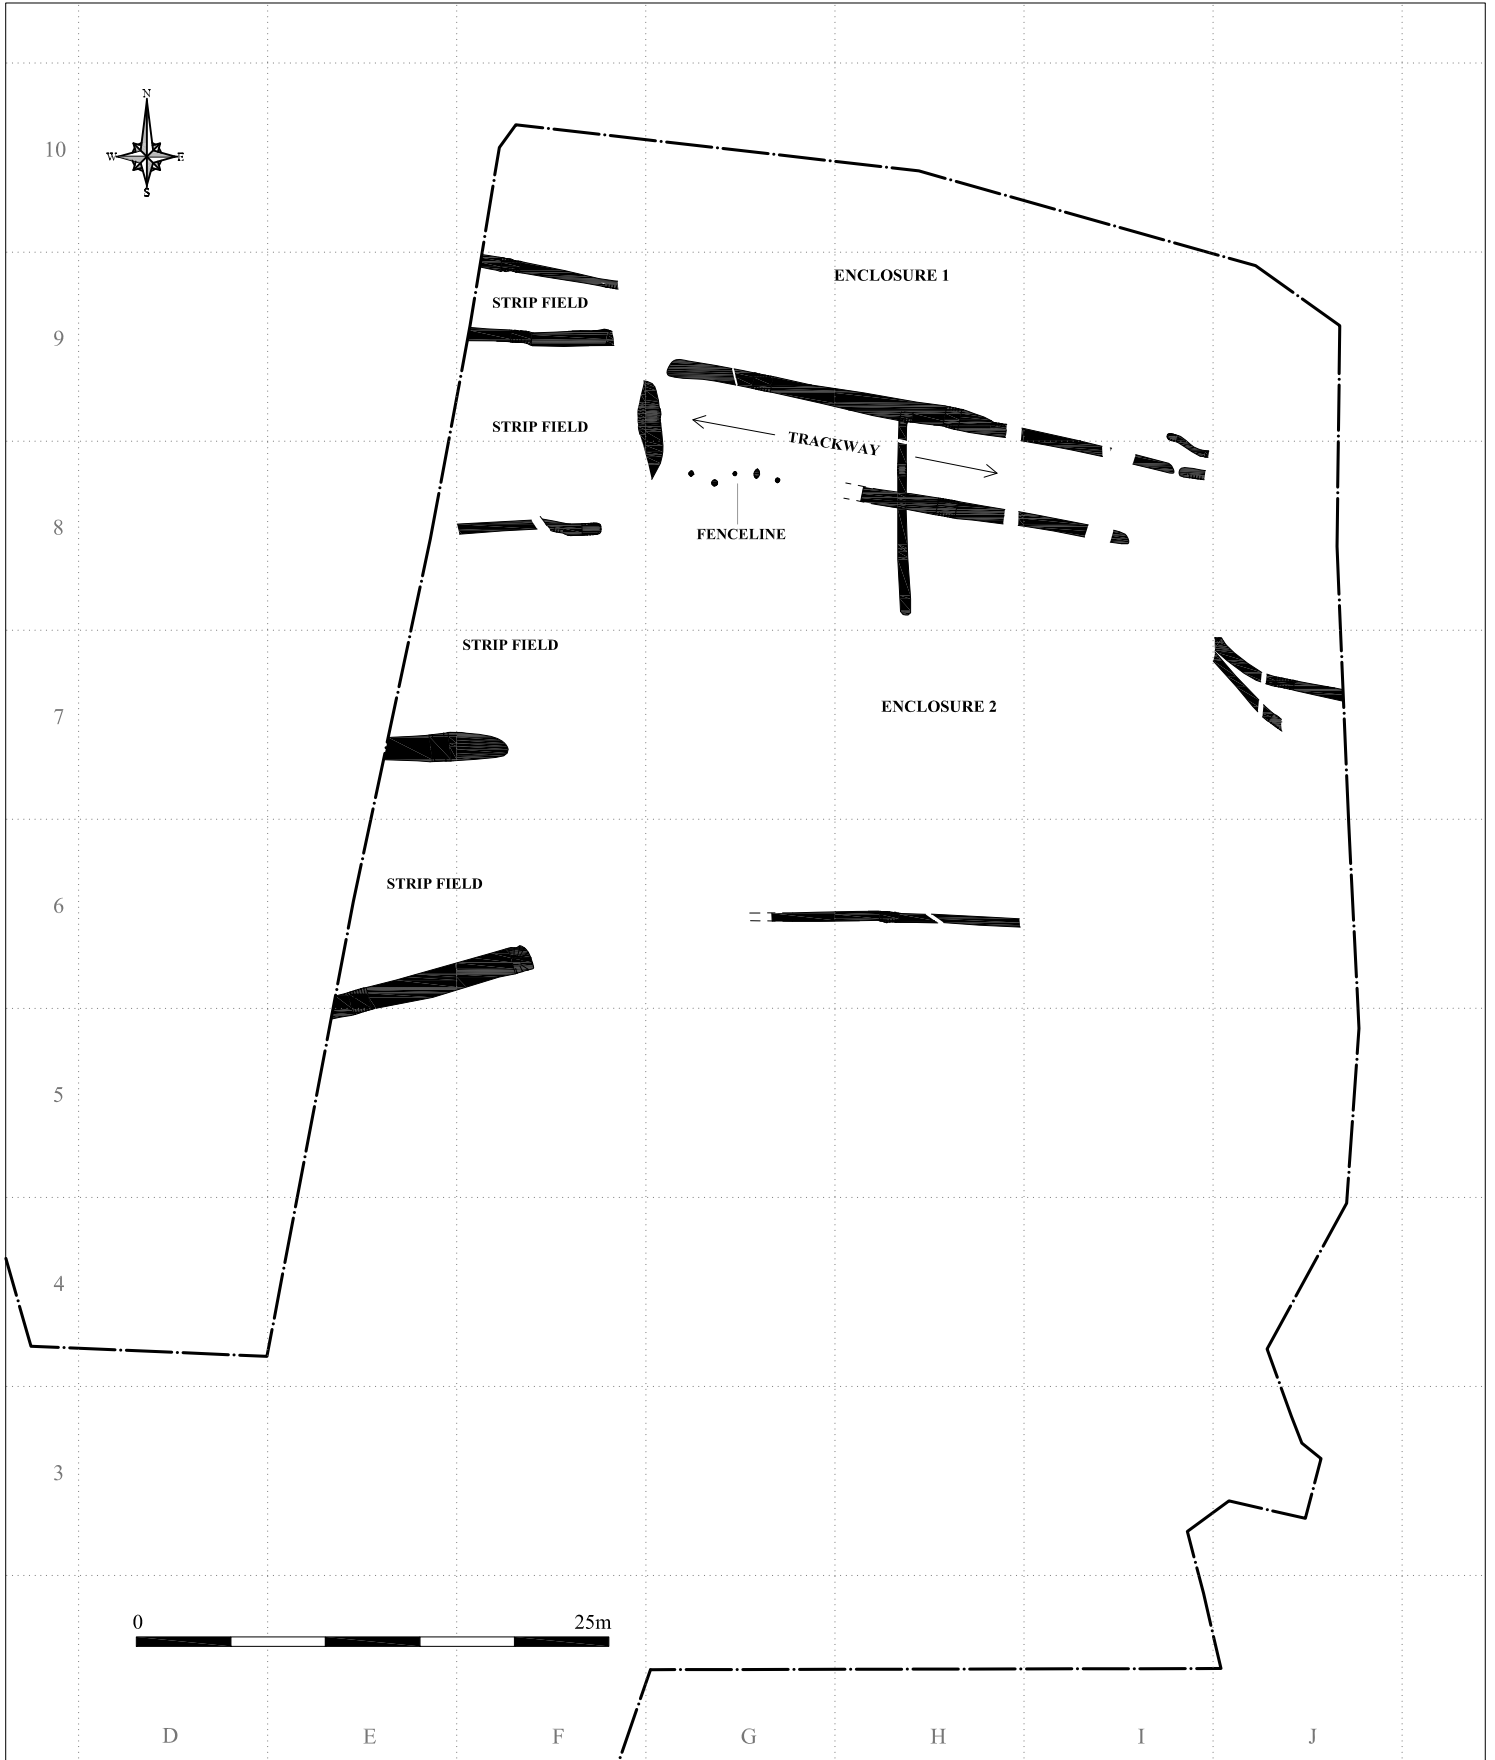 N
10
W E
S
ENCLOSURE 1
STRIP FIELD
9
STRIP FIELD
TRACKWAY
8
FENCELINE
STRIP FIELD
ENCLOSURE 2
7
STRIP FIELD
6
5
4
3
0 25m
D E F G H I J